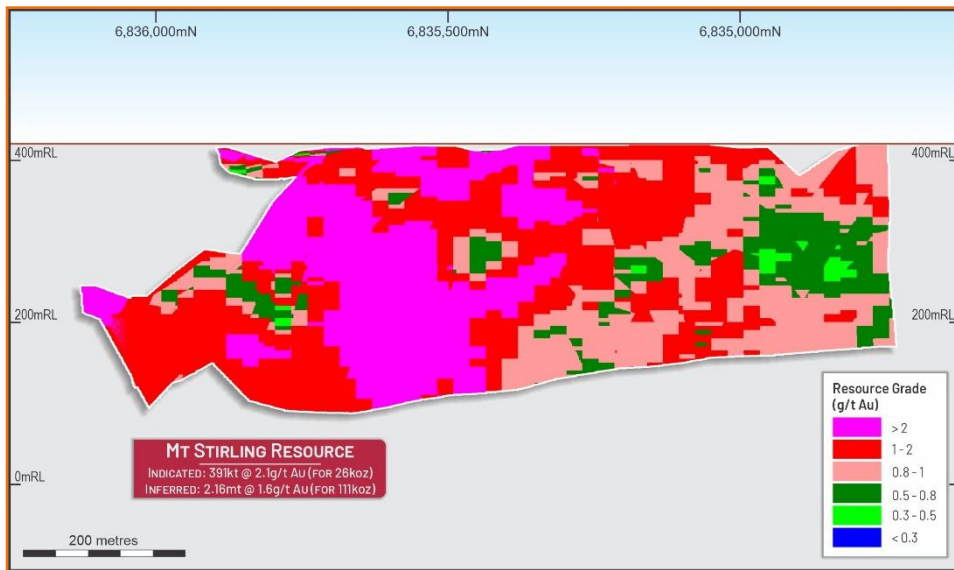 6,836,000mN
6,835,500mN
6,835,000mN
400mRL
400mRL
200mRL
200mRL
0mRL
0mRL
MT STIRLING RESOURCE
INDICATED: 391kt @ 2.1g/t Au (FOR 26koz)
INFERRED: 2.16mt @ 1.6g/t Au (FOR 111koz)
200 metres
Resource Grade
(g/t Au)
> 2
1 - 2
0.8 - 1
0.5 - 0.8
0.3 - 0.5
< 0.3